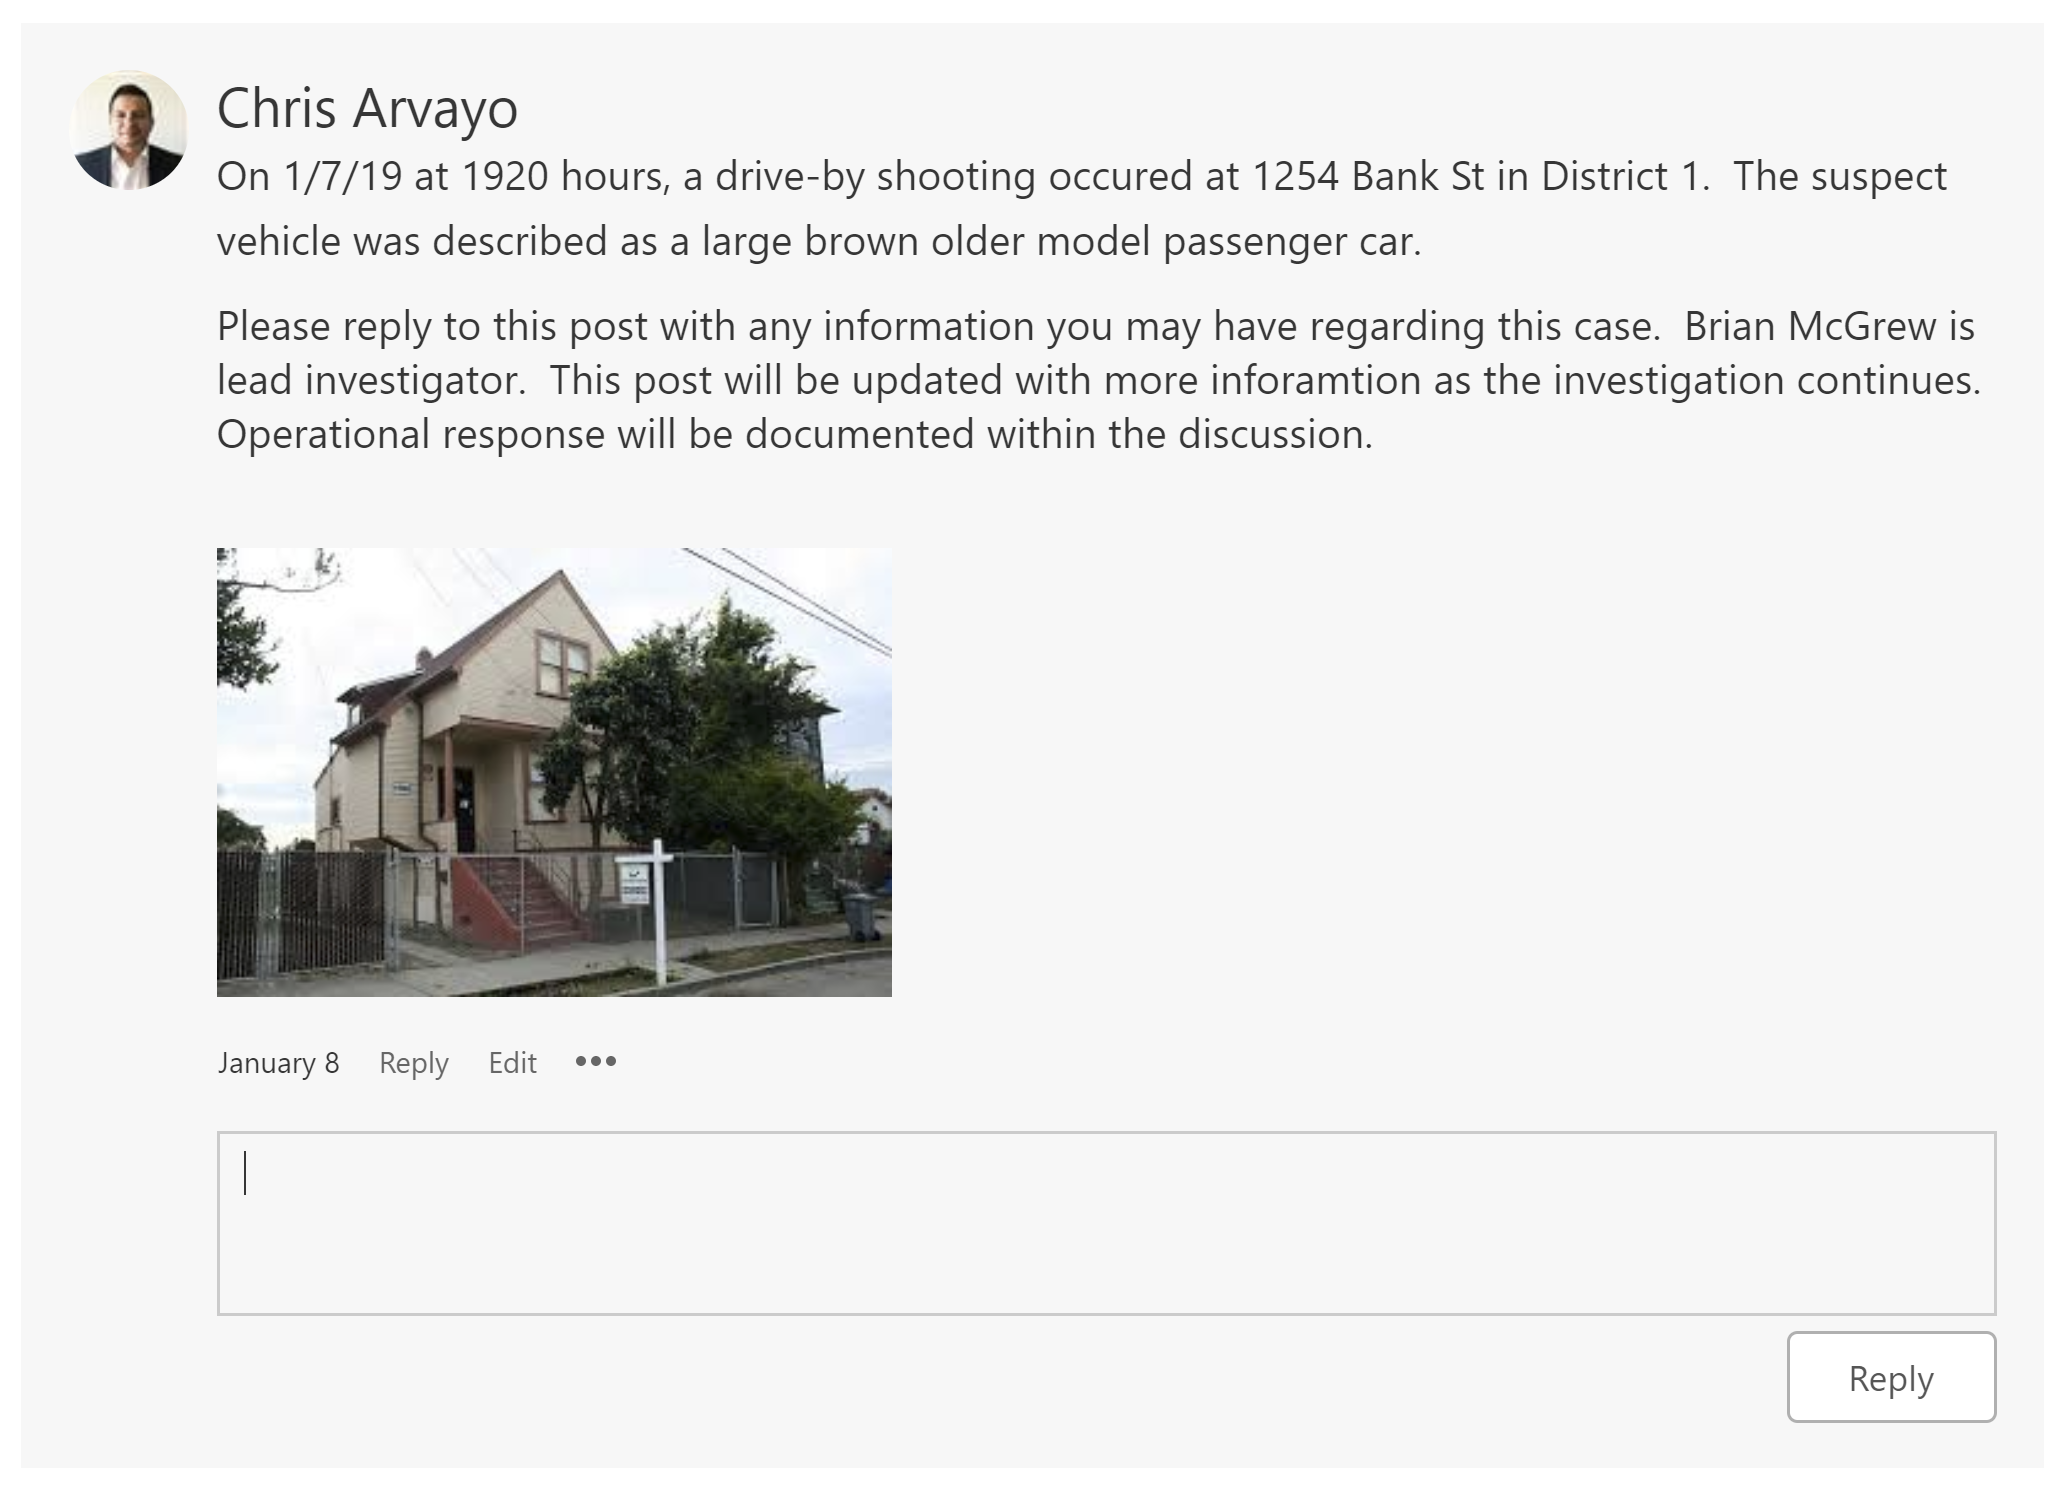 Chris Arvayo
On 1/7/19 at 1920 hours, a drive-by shooting occured at 1254 Bank St in District 1.  The suspect
vehicle was described as a large brown older model passenger car.
Please reply to this post with any information you may have regarding this case.  Brian McGrew is
lead investigator.  This post will be updated with more inforamtion as the investigation continues.
Operational response will be documented within the discussion.
January 8 Reply Edit •••
Reply